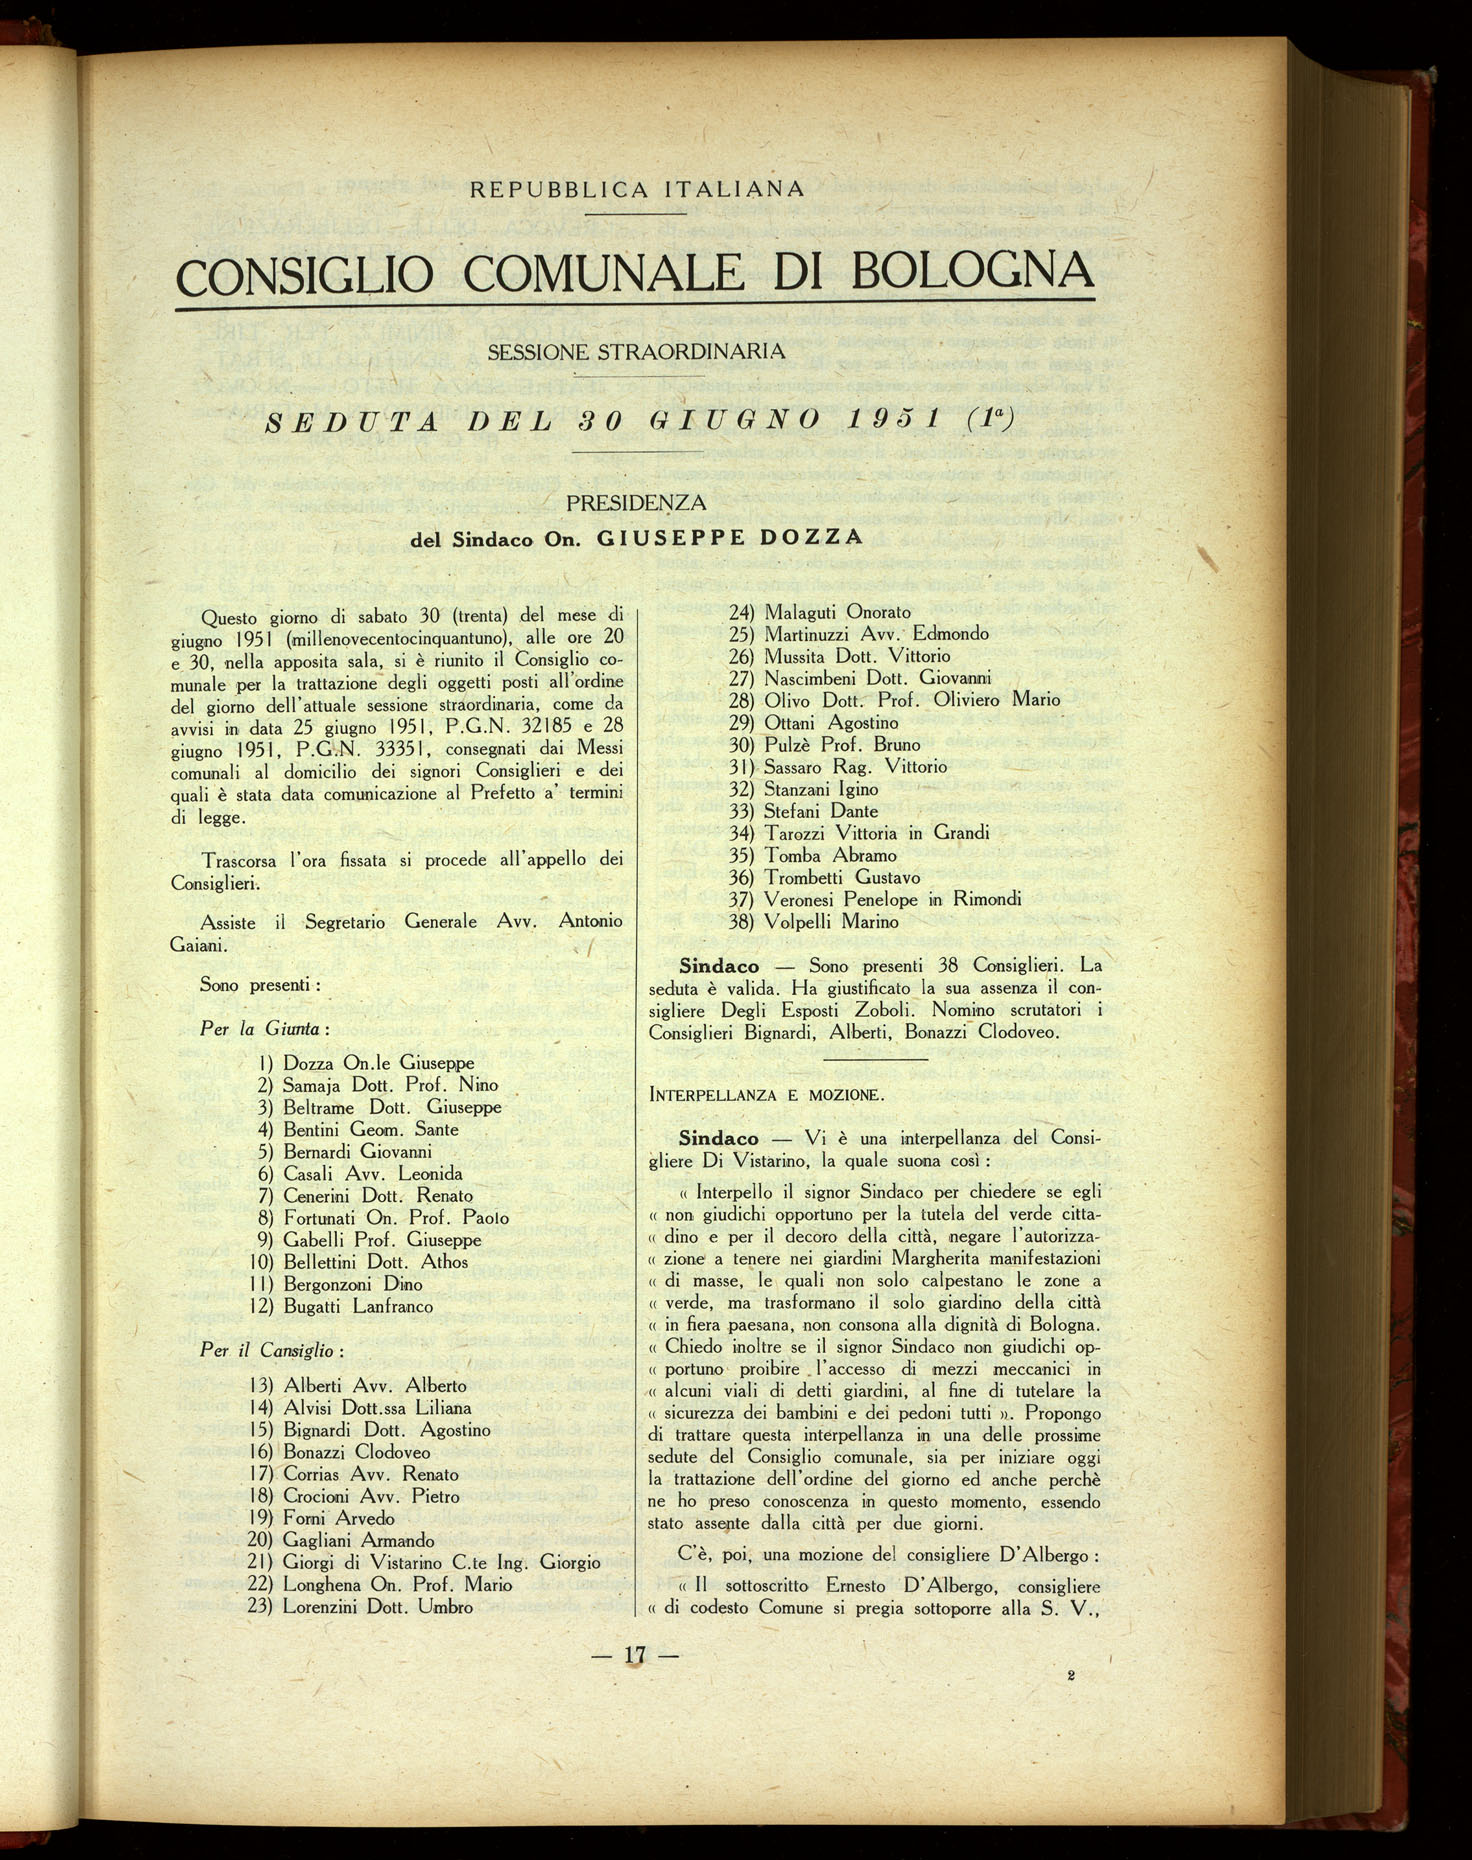 REPUBBLICA ITALIANA
CONSIGLIO COMUNALE DI BOLOGNA
SESSIONE STRAORDINARIA
SEDUTA DEL 30 GIUGNO 1951 (1ª)
PRESIDENZA
del Sindaco On. GIUSEPPE DOZZA
Questo giorno di sabato 30 (trenta) del mese di
giugno 1951 (millenovecentocinquantuno), alle ore 20
e 30, nella apposita sala, si è riunito il Consiglio co-
munale per la trattazione degli oggetti posti all'ordine
del giorno dell'attuale sessione straordinaria, come da
avvisi in data 25 giugno 1951, P.G.N. 32185 e 28
giugno 1951, P.G.N. 33351, consegnati dai Messi
comunali al domicilio dei signori Consiglieri e dei
quali è stata data comunicazione al Prefetto a' termini
di legge.
Trascorsa l'ora fissata si procede all'appello dei
Consiglieri.
Assiste il Segretario Generale Avv. Antonio
Gaiani.
Sono presenti :
Per la Giunta :
1) Dozza On.le Giuseppe
2) Samaja Dott. Prof. Nino
3) Beltrame Dott. Giuseppe
4) Bentini Geom. Sante
5) Bernardi Giovanni
6) Casali Avv. Leonida
7) Cenerini Dott. Renato
8) Fortunati On. Prof. Paolo
9) Gabelli Prof. Giuseppe
10) Bellettini Dott. Athos
11) Bergonzoni Dino
12) Bugatti Lanfranco
Per il Cansiglio :
13) Alberti Avv. Alberto
14) Alvisi Dott.ssa Liliana
15) Bignardi Dott. Agostino
16) Bonazzi Clodoveo
17) Corrias Avv. Renato
18) Crocioni Avv. Pietro
19) Forni Arvedo
20) Gagliani Armando
21) Giorgi di Vistarino C.te Ing. Giorgio
22) Longhena On. Prof. Mario
23) Lorenzini Dott. Umbro
24) Malaguti Onorato
25) Martinuzzi Avv. Edmondo
26) Mussita Dott. Vittorio
27) Nascimbeni Dott. Giovanni
28) Olivo Dott. Prof. Oliviero Mario
29) Ottani Agostino
30) Pulzè Prof. Bruno
31) Sassaro Rag. Vittorio
32) Stanzani Igino
33) Stefani Dante
34) Tarozzi Vittoria in Grandi
35) Tomba Abramo
36) Trombetti Gustavo
37) Veronesi Penelope in Rimondi
38) Volpelli Marino
Sindaco — Sono presenti 38 Consiglieri. La
seduta è valida. Ha giustificato la sua assenza il con-
sigliere Degli Esposti Zoboli. Nomino scrutatori i
Consiglieri Bignardi, Alberti, Bonazzi Clodoveo.
INTERPELLANZA E MOZIONE.
Sindaco — Vi è una interpellanza del Consi-
gliere Di Vistarino, la quale suona così :
« Interpello il signor Sindaco per chiedere se egli
« non giudichi opportuno per la tutela del verde citta-
« dino e per il decoro della città, negare l'autorizza-
« zione a tenere nei giardini Margherita manifestazioni
« di masse, le quali non solo calpestano le zone a
« verde, ma trasformano il solo giardino della città
« in fiera paesana, non consona alla dignità di Bologna.
« Chiedo inoltre se il signor Sindaco non giudichi op-
« portuno proibire l'accesso di mezzi meccanici in
« alcuni viali di detti giardini, al fine di tutelare la
« sicurezza dei bambini e dei pedoni tutti ». Propongo
di trattare questa interpellanza in una delle prossime
sedute del Consiglio comunale, sia per iniziare oggi
la trattazione dell'ordine del giorno ed anche perchè
ne ho preso conoscenza in questo momento, essendo
stato assente dalla città per due giorni.
C'è, poi, una mozione del consigliere D'Albergo :
« Il sottoscritto Ernesto D'Albergo, consigliere
« di codesto Comune si pregia sottoporre alla S. V.,
— 17 —
2